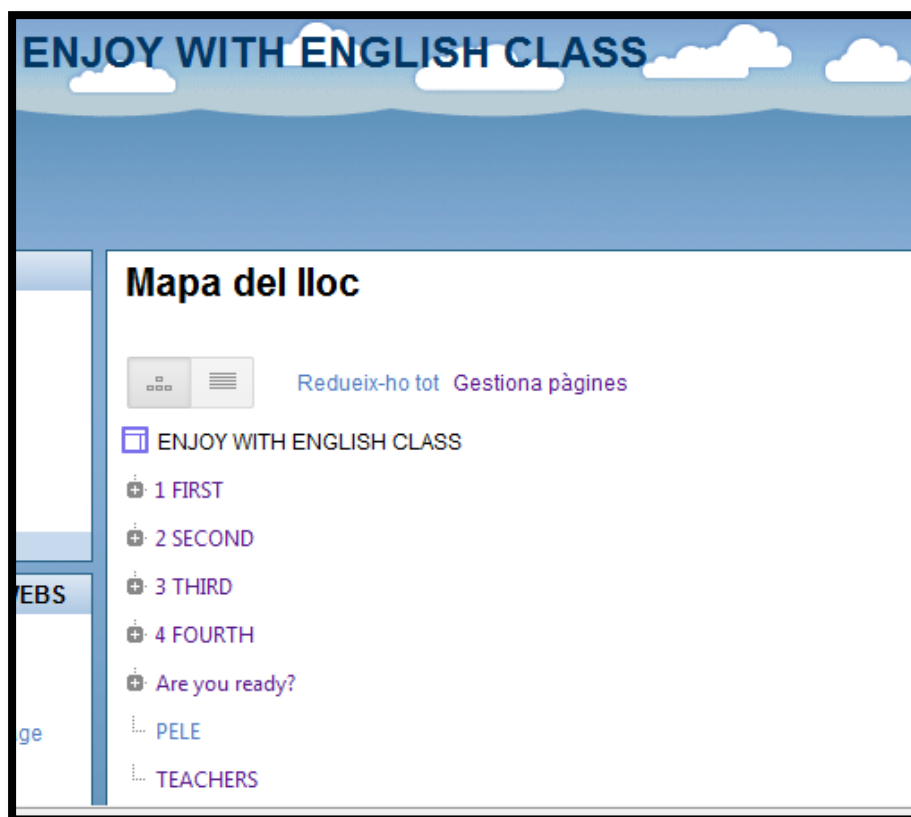 ENJOY WITH ENGLISH CLASS
Mapa del lloc
Redueix-ho tot Gestiona pàgines
ENJOY WITH ENGLISH CLASS
1 FIRST
2 SECOND
3 THIRD
4 FOURTH
Are you ready?
PELE
TEACHERS